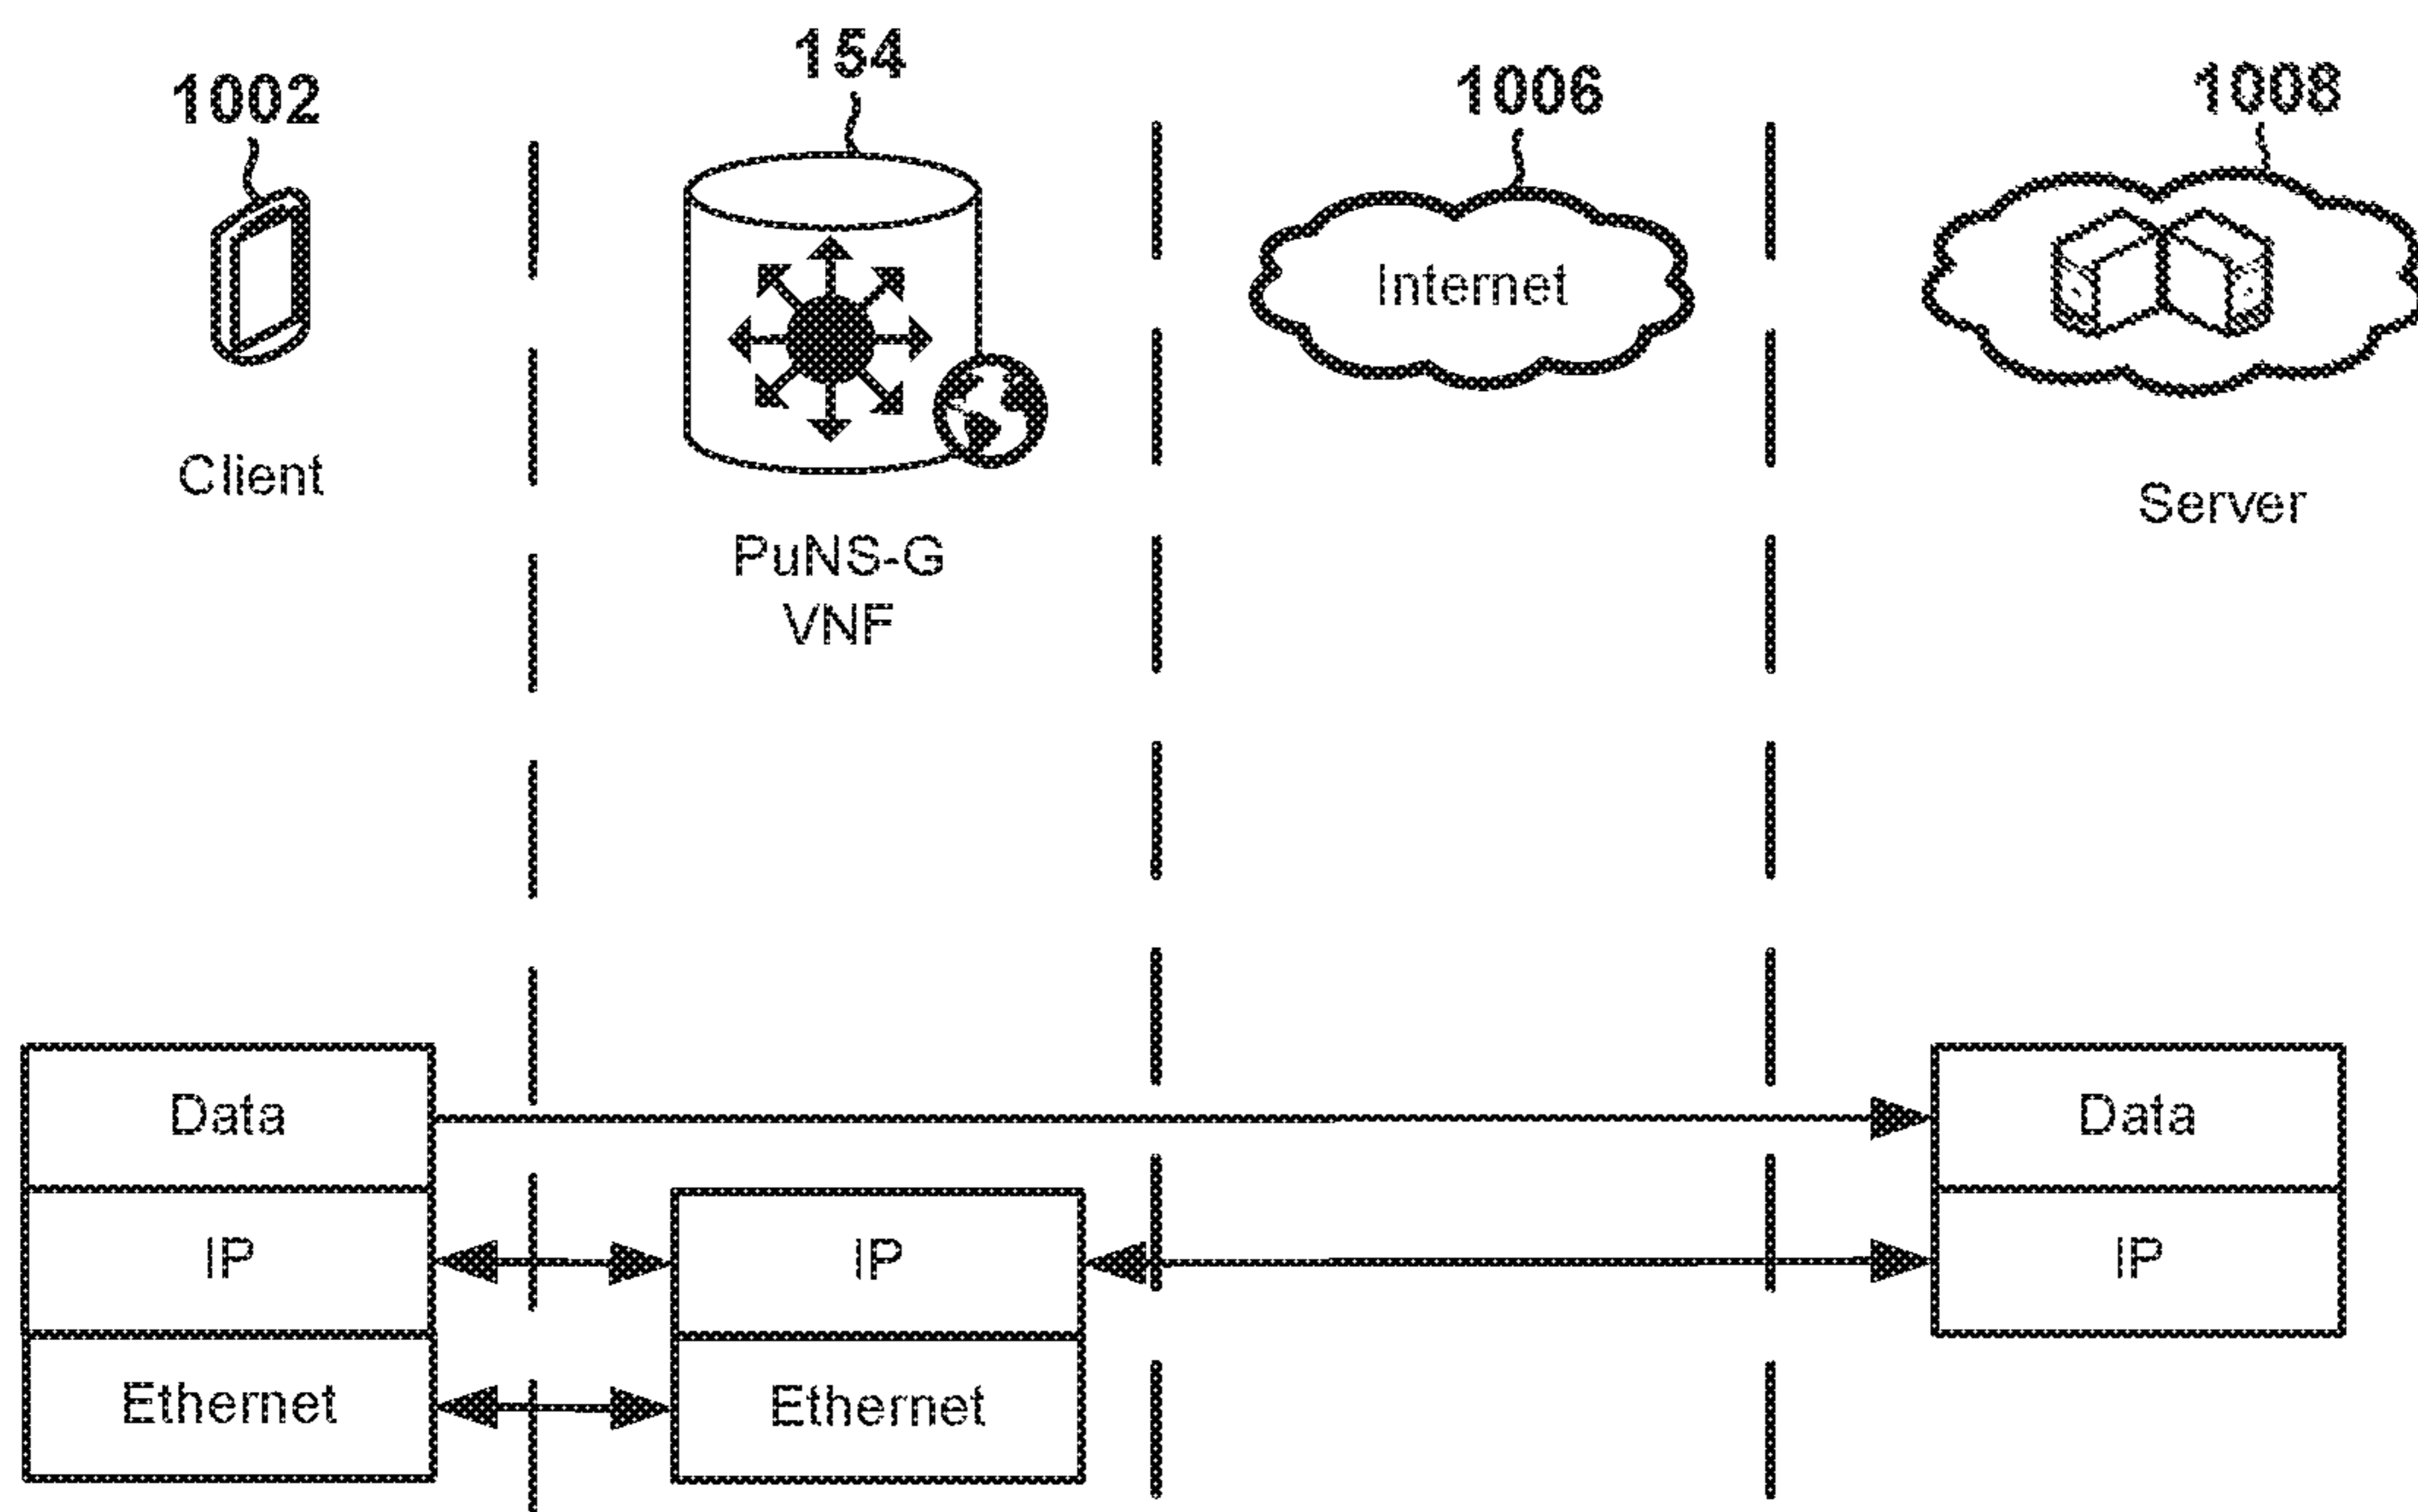 1002
154
1006
1008
Internet
Client
Server
PuNS-G
VNF
Data
Data
IP
IP
IP
Ethernet
Ethernet